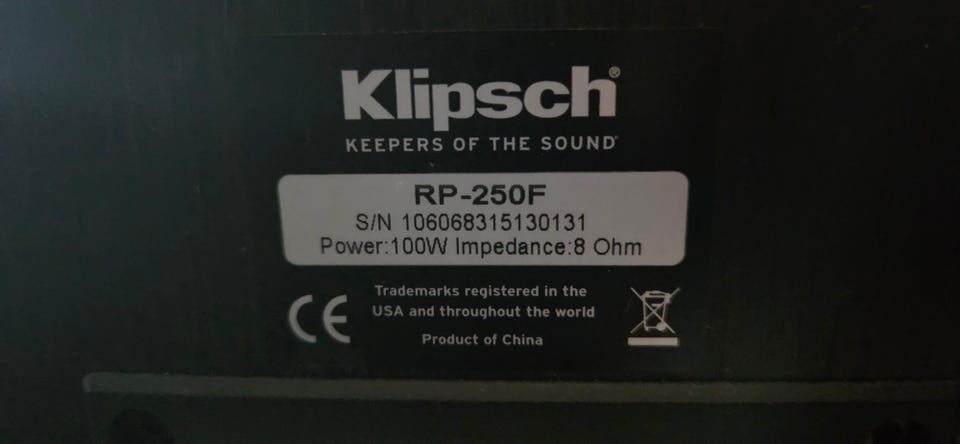 Klipsch®
KEEPERS OF THE SOUND®
RP-250F
S/N 106068315130131
Power:100W Impedance:8 Ohm
Trademarks registered in the
USA and throughout the world
Product of China
CE